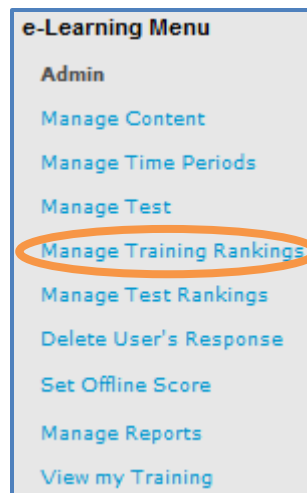 e-Learning Menu
Admin
Manage Content
Manage Time Periods
Manage Test
Manage Training Rankings
Manage Test Rankings
Delete User's Response
Set Offline Score
Manage Reports
View my Training